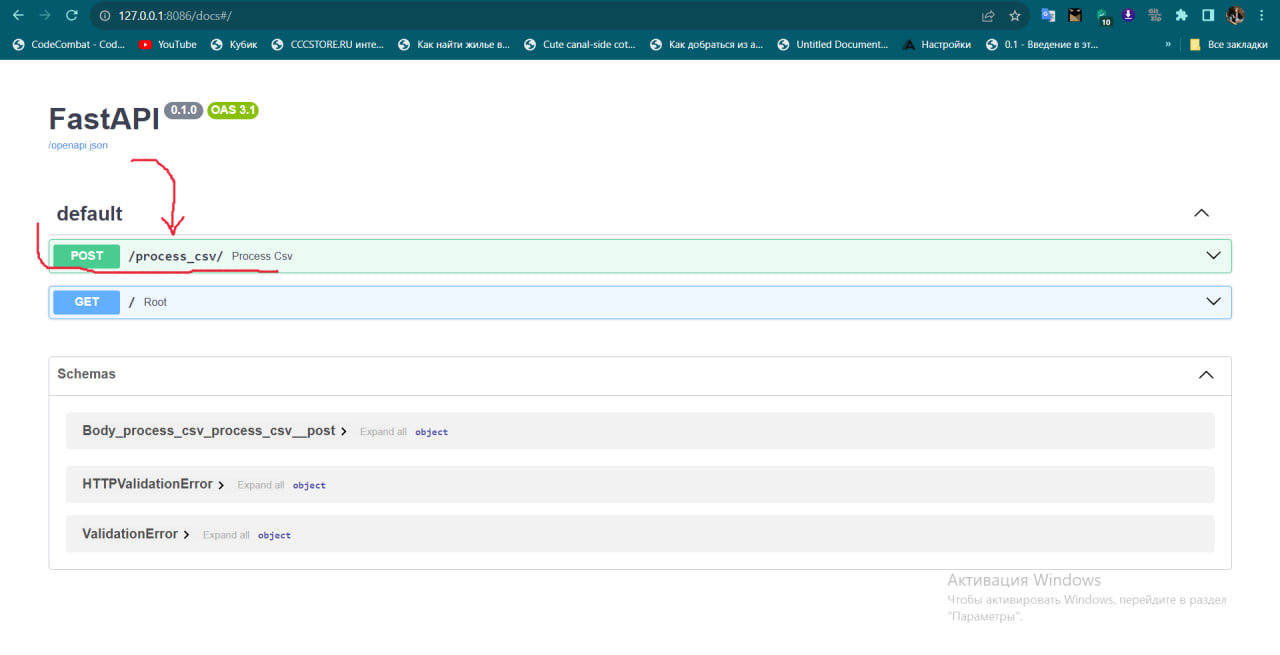 127.0.0.1:8086/docs#/
10
CodeCombat - Cod... YouTube Кубик CCCSTORE.RU инте... Как найти жилье в... Cute canal-side cot... Как добраться из а... Untitled Document... Настройки 0.1 - Введение в эт... » Все закладки
FastAPI 0.1.0 OAS 3.1
/openapi.json
default
POST /process_csv/ Process Csv
GET / Root
Schemas
Body_process_csv_process_csv__post Expand all object
HTTPValidationError Expand all object
ValidationError Expand all object
Активация Windows
Чтобы активировать Windows, перейдите в раздел
"Параметры".